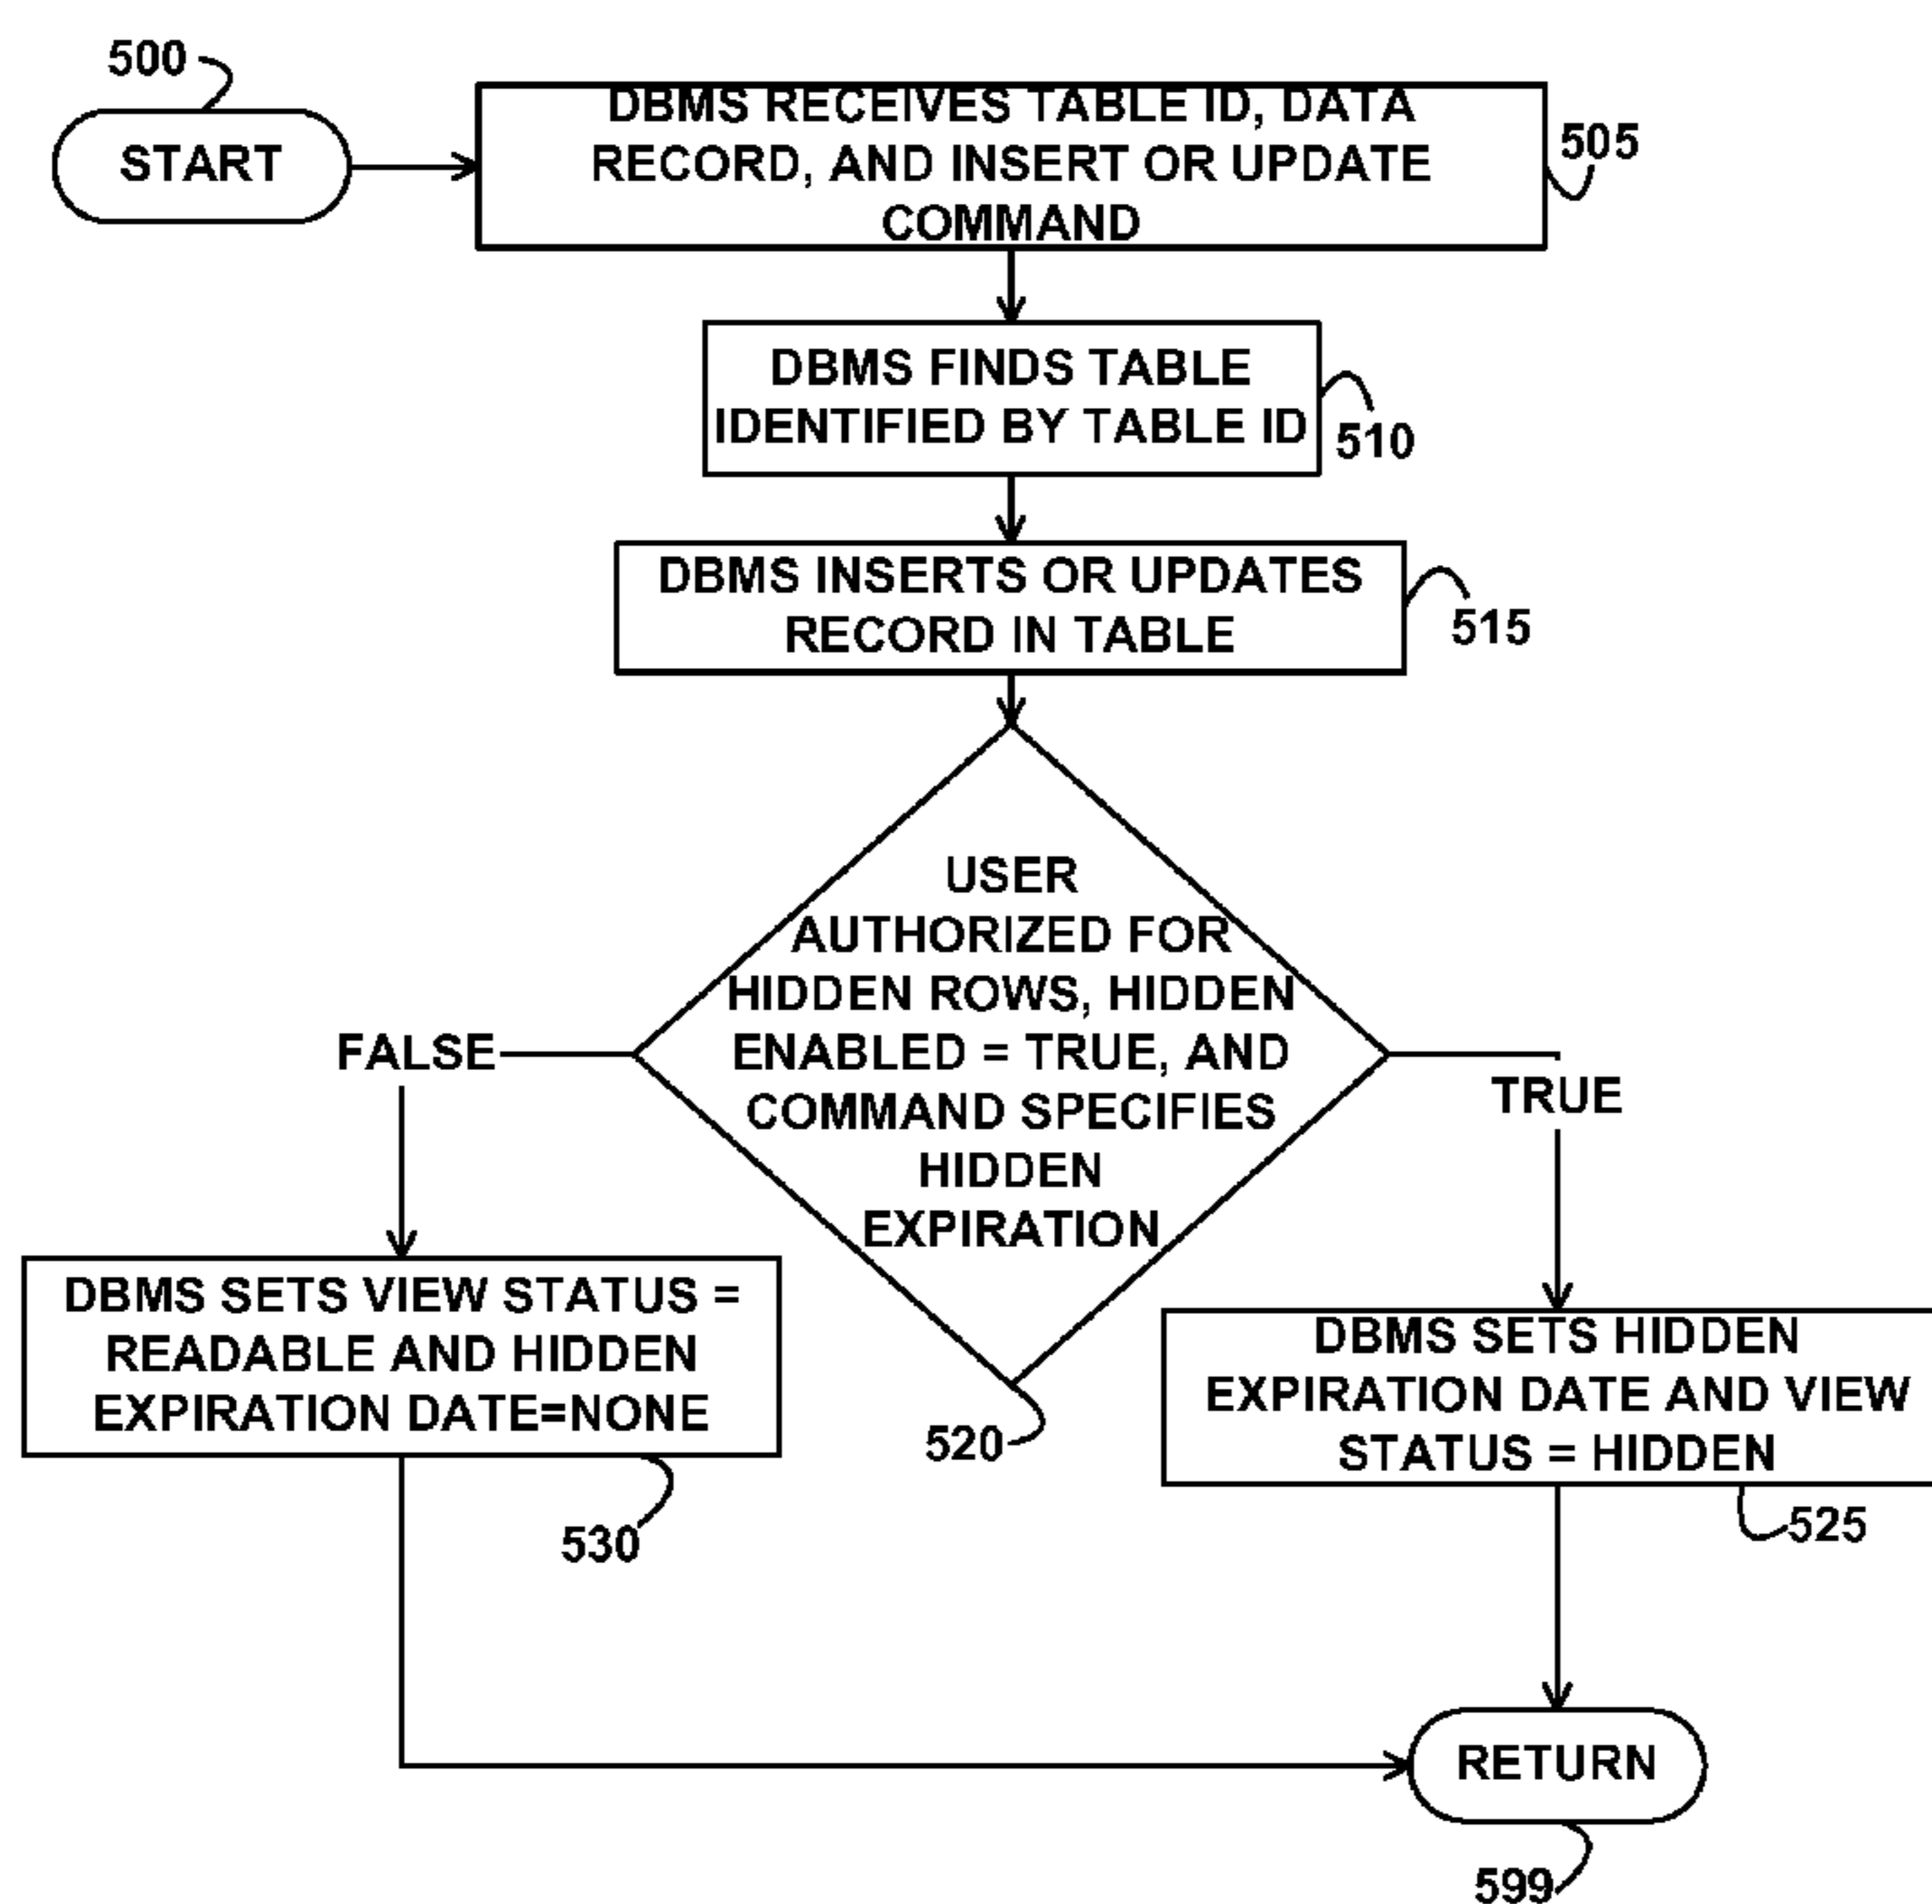 500
START
DBMS RECEIVES TABLE ID, DATA
RECORD, AND INSERT OR UPDATE
COMMAND
505
DBMS FINDS TABLE
IDENTIFIED BY TABLE ID
510
DBMS INSERTS OR UPDATES
RECORD IN TABLE
515
USER
AUTHORIZED FOR
HIDDEN ROWS, HIDDEN
ENABLED = TRUE, AND
COMMAND SPECIFIES
HIDDEN
EXPIRATION
520
FALSE
TRUE
DBMS SETS VIEW STATUS =
READABLE AND HIDDEN
EXPIRATION DATE=NONE
530
DBMS SETS HIDDEN
EXPIRATION DATE AND VIEW
STATUS = HIDDEN
525
RETURN
599